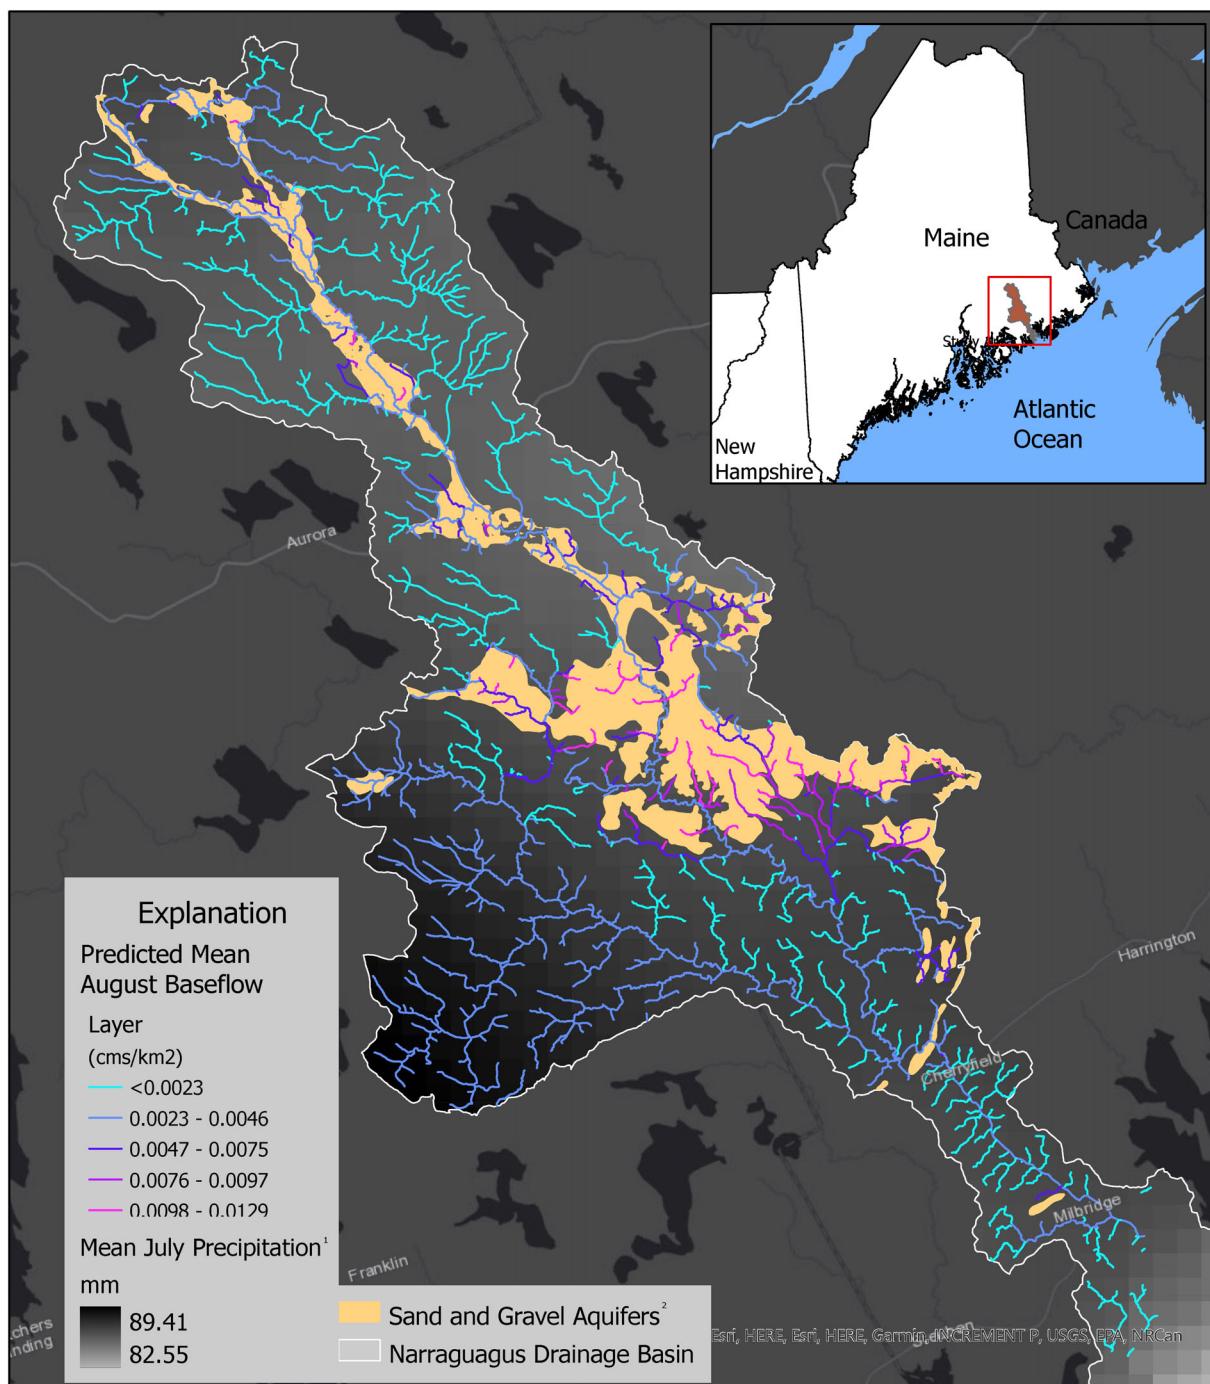 Canada
Maine
Atlantic
Ocean
New
Hampshire
Aurora
Harrington
Explanation
Predicted Mean
August Baseflow
Layer
(cms/km2)
<0.0023
0.0023 - 0.0046
0.0047 - 0.0075
0.0076 - 0.0097
0.0098 - 0.0129
Mean July Precipitation¹
mm
89.41
82.55
Cherryfield
Milbridge
Franklin
Sand and Gravel Aquifers²
Narraguagus Drainage Basin
Esri, HERE, Esri, HERE, Garmin, INCREMENT P, USGS, EPA, NRCan